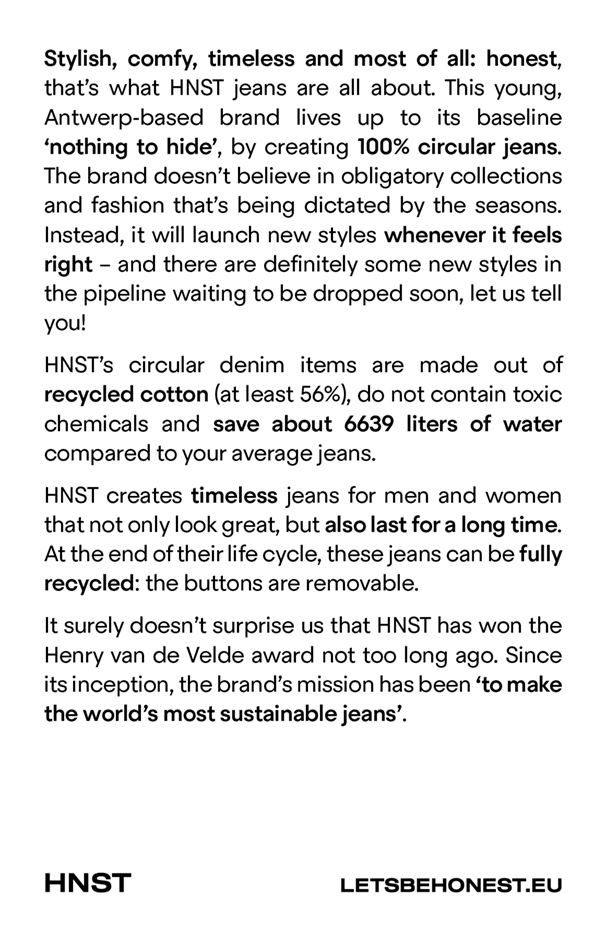 Stylish, comfy, timeless and most of all: honest,
that’s what HNST jeans are all about. This young,
Antwerp-based brand lives up to its baseline
‘nothing to hide’, by creating 100% circular jeans.
The brand doesn’t believe in obligatory collections
and fashion that’s being dictated by the seasons.
Instead, it will launch new styles whenever it feels
right – and there are definitely some new styles in
the pipeline waiting to be dropped soon, let us tell
you!
HNST’s circular denim items are made out of
recycled cotton (at least 56%), do not contain toxic
chemicals and save about 6639 liters of water
compared to your average jeans.
HNST creates timeless jeans for men and women
that not only look great, but also last for a long time.
At the end of their life cycle, these jeans can be fully
recycled: the buttons are removable.
It surely doesn’t surprise us that HNST has won the
Henry van de Velde award not too long ago. Since
its inception, the brand’s mission has been ‘to make
the world’s most sustainable jeans’.
HNST LETSBEHONEST.EU